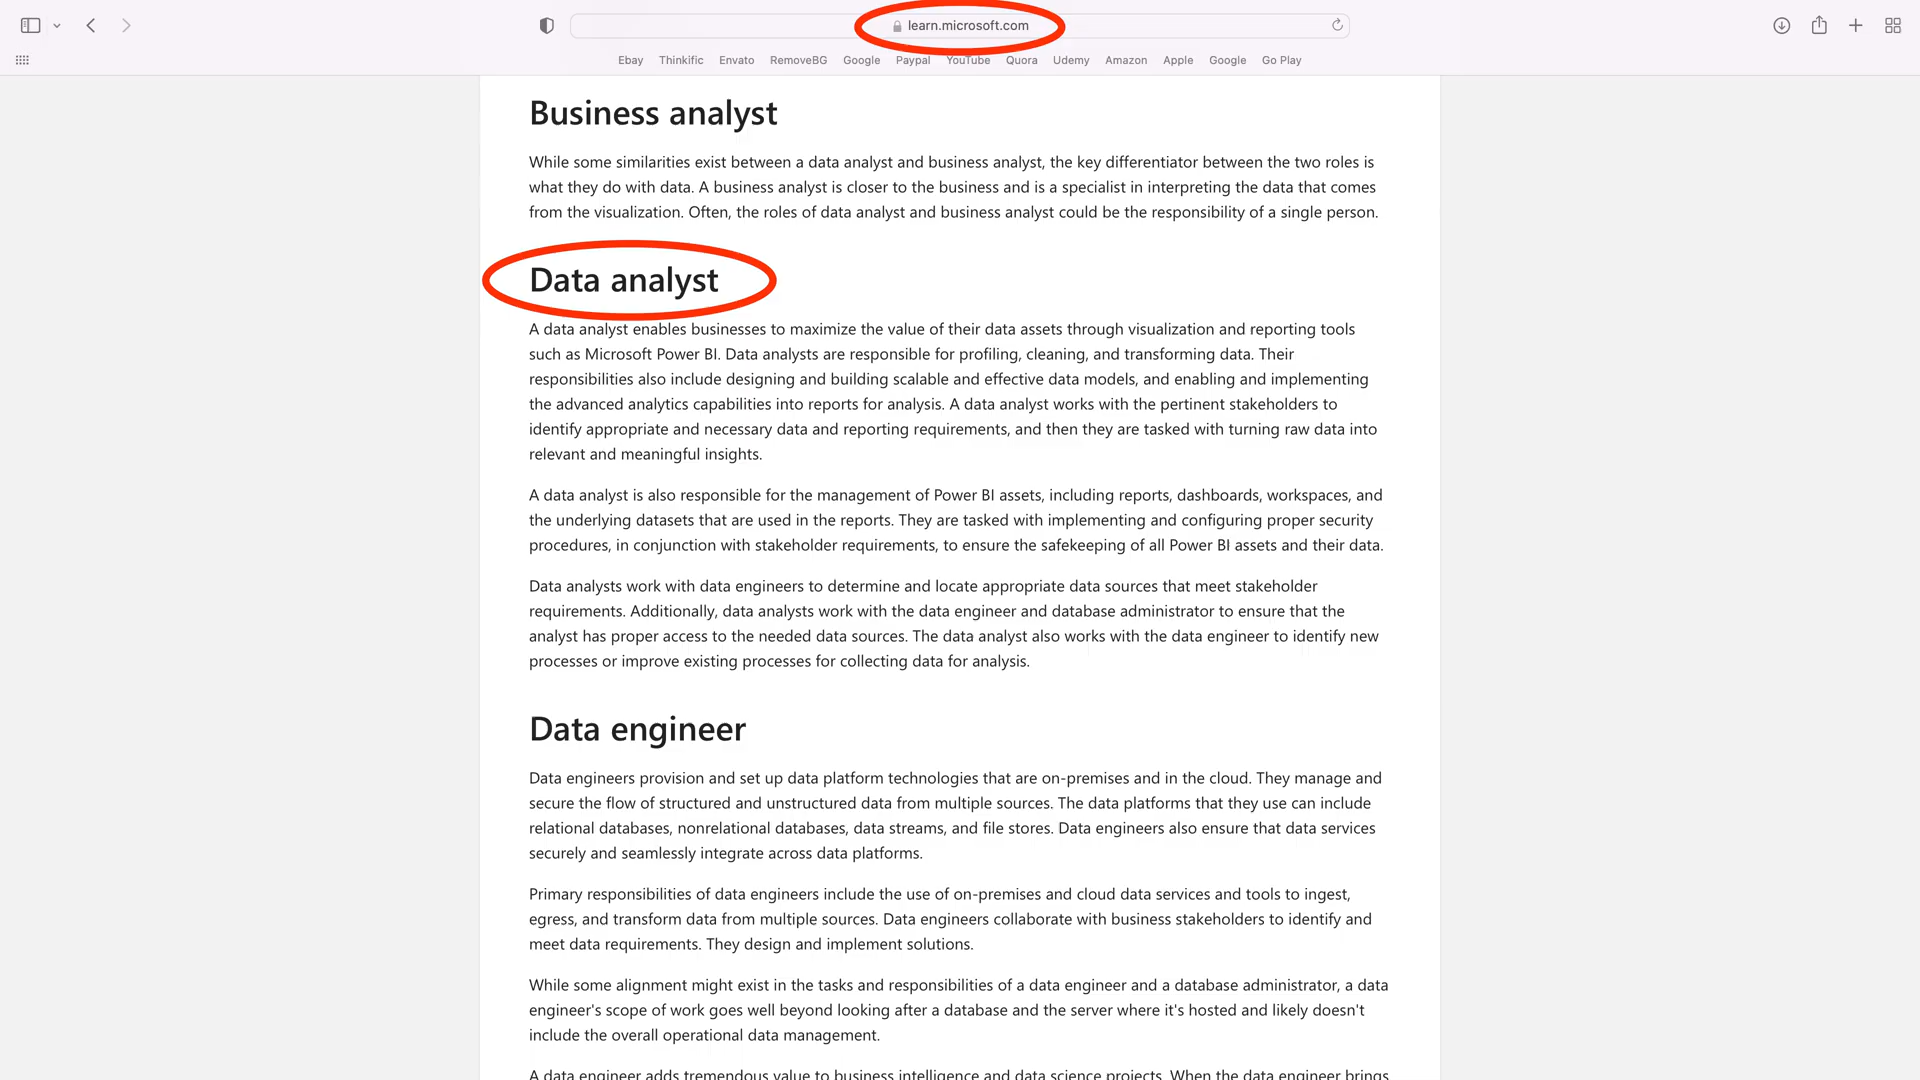 learn.microsoft.com
Ebay Thinkific Envato RemoveBG Google Paypal YouTube Quora Udemy Amazon Apple Google Go Play
Business analyst
While some similarities exist between a data analyst and business analyst, the key differentiator between the two roles is
what they do with data. A business analyst is closer to the business and is a specialist in interpreting the data that comes
from the visualization. Often, the roles of data analyst and business analyst could be the responsibility of a single person.
Data analyst
A data analyst enables businesses to maximize the value of their data assets through visualization and reporting tools
such as Microsoft Power BI. Data analysts are responsible for profiling, cleaning, and transforming data. Their
responsibilities also include designing and building scalable and effective data models, and enabling and implementing
the advanced analytics capabilities into reports for analysis. A data analyst works with the pertinent stakeholders to
identify appropriate and necessary data and reporting requirements, and then they are tasked with turning raw data into
relevant and meaningful insights.
A data analyst is also responsible for the management of Power BI assets, including reports, dashboards, workspaces, and
the underlying datasets that are used in the reports. They are tasked with implementing and configuring proper security
procedures, in conjunction with stakeholder requirements, to ensure the safekeeping of all Power BI assets and their data.
Data analysts work with data engineers to determine and locate appropriate data sources that meet stakeholder
requirements. Additionally, data analysts work with the data engineer and database administrator to ensure that the
analyst has proper access to the needed data sources. The data analyst also works with the data engineer to identify new
processes or improve existing processes for collecting data for analysis.
Data engineer
Data engineers provision and set up data platform technologies that are on-premises and in the cloud. They manage and
secure the flow of structured and unstructured data from multiple sources. The data platforms that they use can include
relational databases, nonrelational databases, data streams, and file stores. Data engineers also ensure that data services
securely and seamlessly integrate across data platforms.
Primary responsibilities of data engineers include the use of on-premises and cloud data services and tools to ingest,
egress, and transform data from multiple sources. Data engineers collaborate with business stakeholders to identify and
meet data requirements. They design and implement solutions.
While some alignment might exist in the tasks and responsibilities of a data engineer and a database administrator, a data
engineer's scope of work goes well beyond looking after a database and the server where it's hosted and likely doesn't
include the overall operational data management.
A data engineer adds tremendous value to business intelligence and data science projects. When the data engineer brings